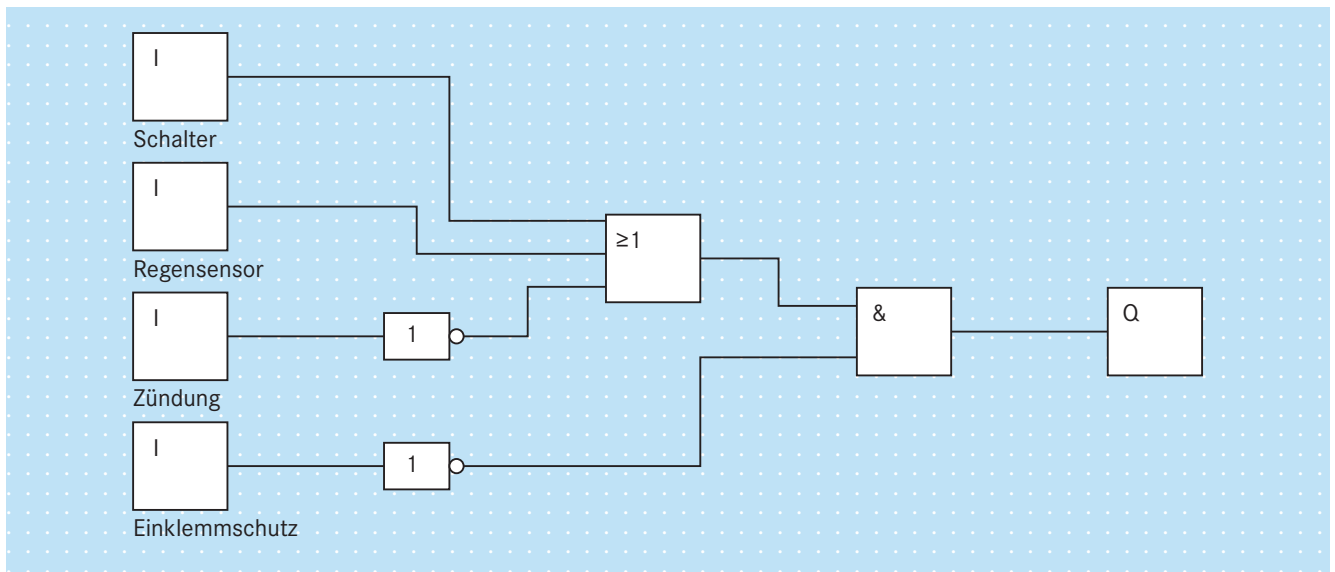 I
Schalter
I
Regensensor
≥1
I
Zündung
1
&
Q
I
Einklemmschutz
1